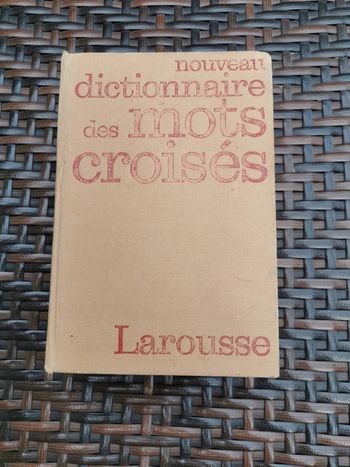 nouveau
dictionnaire
des mots
croisés
Larousse